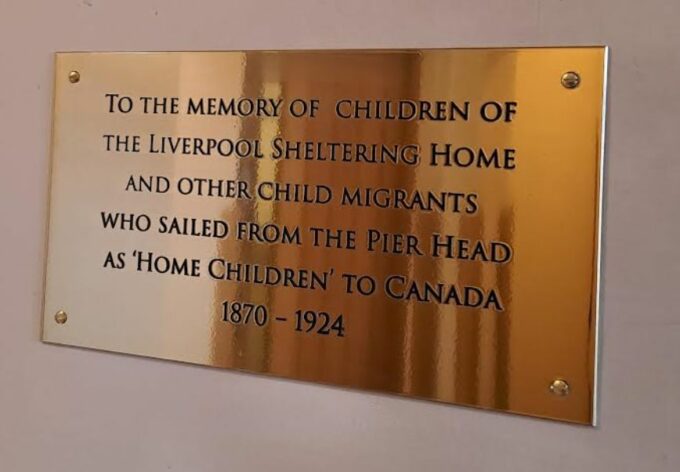 To the memory of children of
the Liverpool Sheltering Home
and other child migrants
who sailed from the Pier Head
as ‘Home Children’ to Canada
1870 – 1924